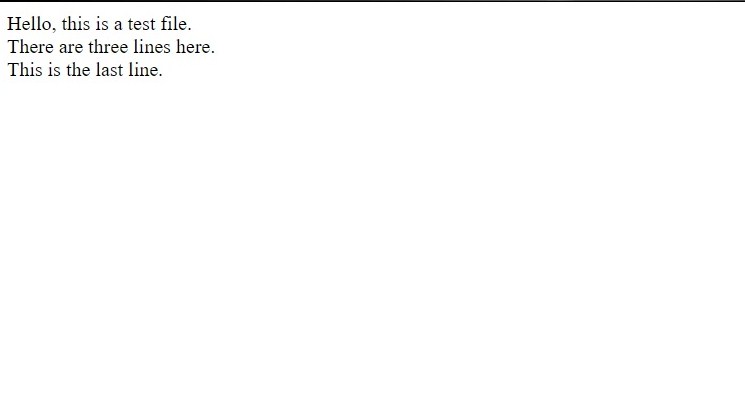 Hello, this is a test file.
There are three lines here.
This is the last line.